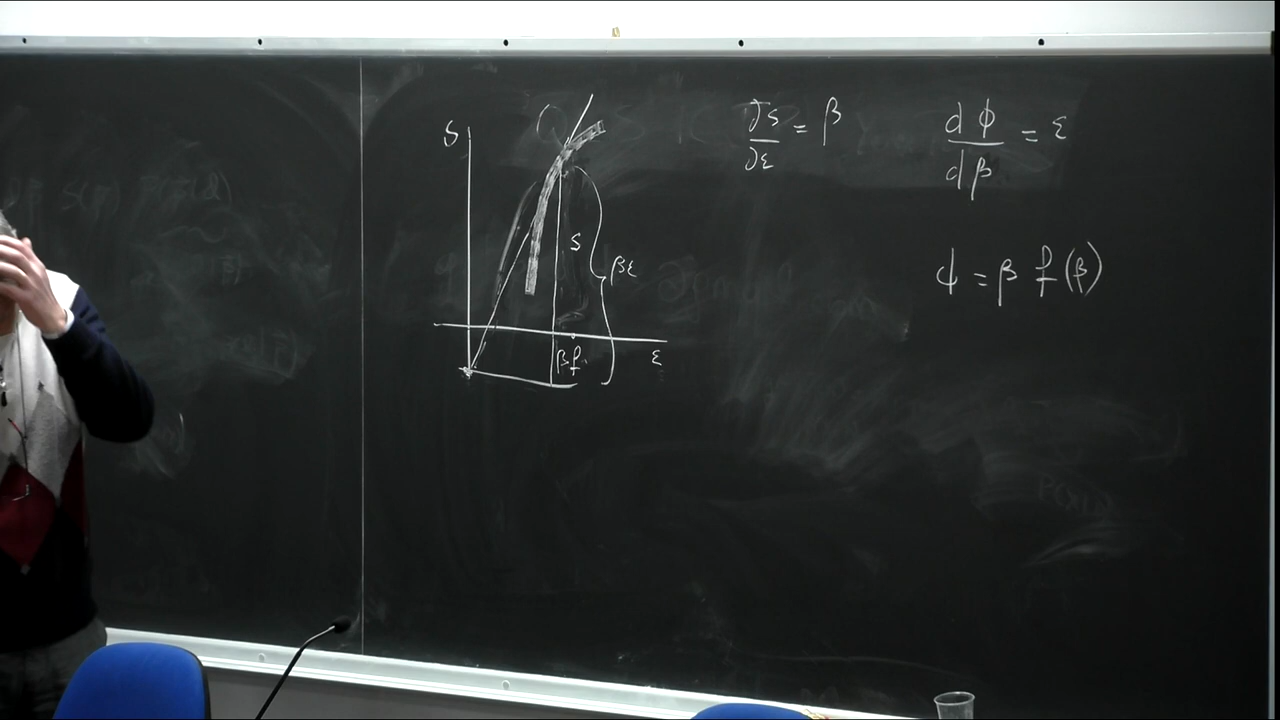 S
∂S/∂ε = β
dϕ/dβ = ε
S
βε
ϕ = β f(β)
βf
ε